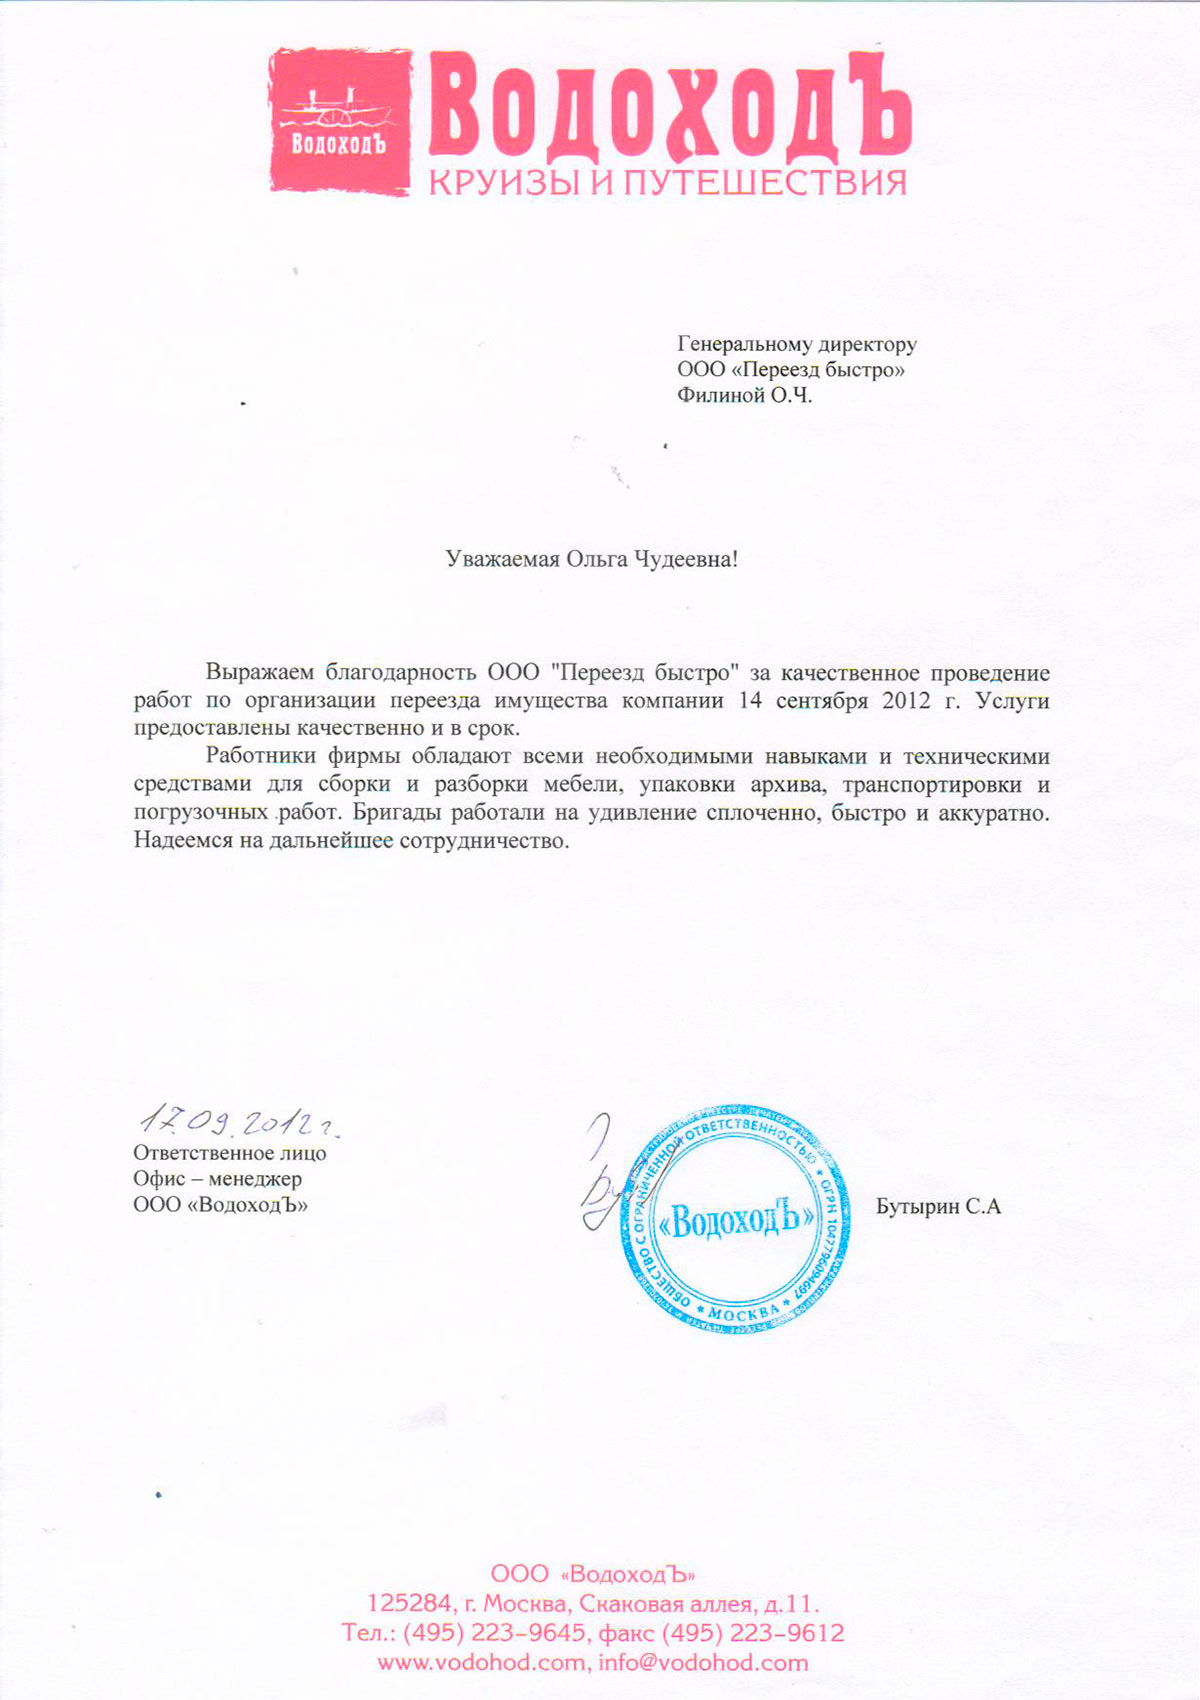 ВодоходЪ
ВодоходЪ
КРУИЗЫ И ПУТЕШЕСТВИЯ
Генеральному директору
ООО «Переезд быстро»
Филиной О.Ч.
Уважаемая Ольга Чудеевна!
Выражаем благодарность ООО "Переезд быстро" за качественное проведение
работ по организации переезда имущества компании 14 сентября 2012 г. Услуги
предоставлены качественно и в срок.
Работники фирмы обладают всеми необходимыми навыками и техническими
средствами для сборки и разборки мебели, упаковки архива, транспортировки и
погрузочных работ. Бригады работали на удивление сплоченно, быстро и аккуратно.
Надеемся на дальнейшее сотрудничество.
17.09.2012 г.
Ответственное лицо
Офис – менеджер
ООО «ВодоходЪ»
ОБЩЕСТВО С ОГРАНИЧЕННОЙ ОТВЕТСТВЕННОСТЬЮ * ОГРН 1047796094697
* МОСКВА *
«ВодоходЪ»
Бутырин С.А
ООО «ВодоходЪ»
125284, г. Москва, Скаковая аллея, д.11.
Тел.: (495) 223-9645, факс (495) 223-9612
www.vodohod.com, info@vodohod.com